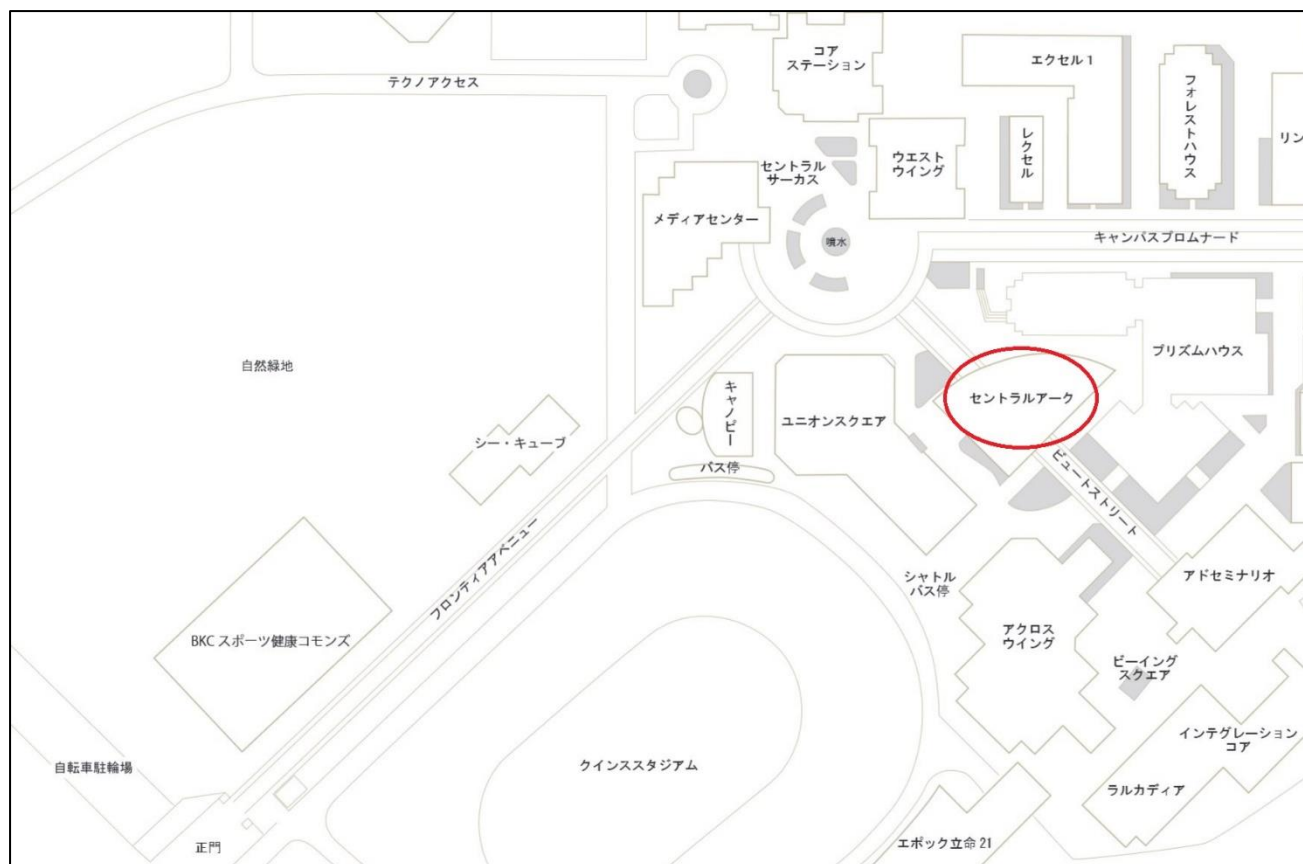 コア
ステーション
エクセル1
フォレストハウス
リン
テクノアクセス
レクセル
セントラル
サーカス
ウエスト
ウイング
メディアセンター
噴水
キャンパスプロムナード
自然緑地
プリズムハウス
キャノピー
セントラルアーク
ユニオンスクエア
シー・キューブ
バス停
ビュートストリート
フロンティアアベニュー
シャトル
バス停
アドセミナリオ
BKCスポーツ健康コモンズ
アクロス
ウイング
ビーイング
スクエア
インテグレーション
コア
自転車駐輪場
クインススタジアム
ラルカディア
正門
エポック立命21